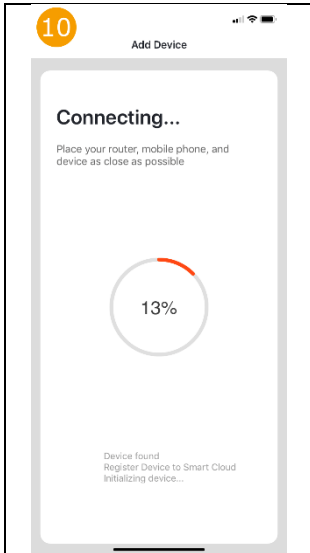 10
Add Device
Connecting...
Place your router, mobile phone, and
device as close as possible
13%
Device found
Register Device to Smart Cloud
Initializing device...